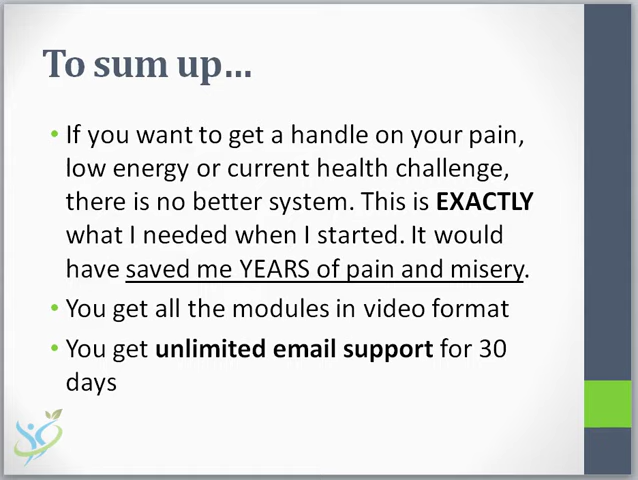 To sum up…
• If you want to get a handle on your pain,
low energy or current health challenge,
there is no better system. This is EXACTLY
what I needed when I started. It would
have saved me YEARS of pain and misery.
• You get all the modules in video format
• You get unlimited email support for 30
days